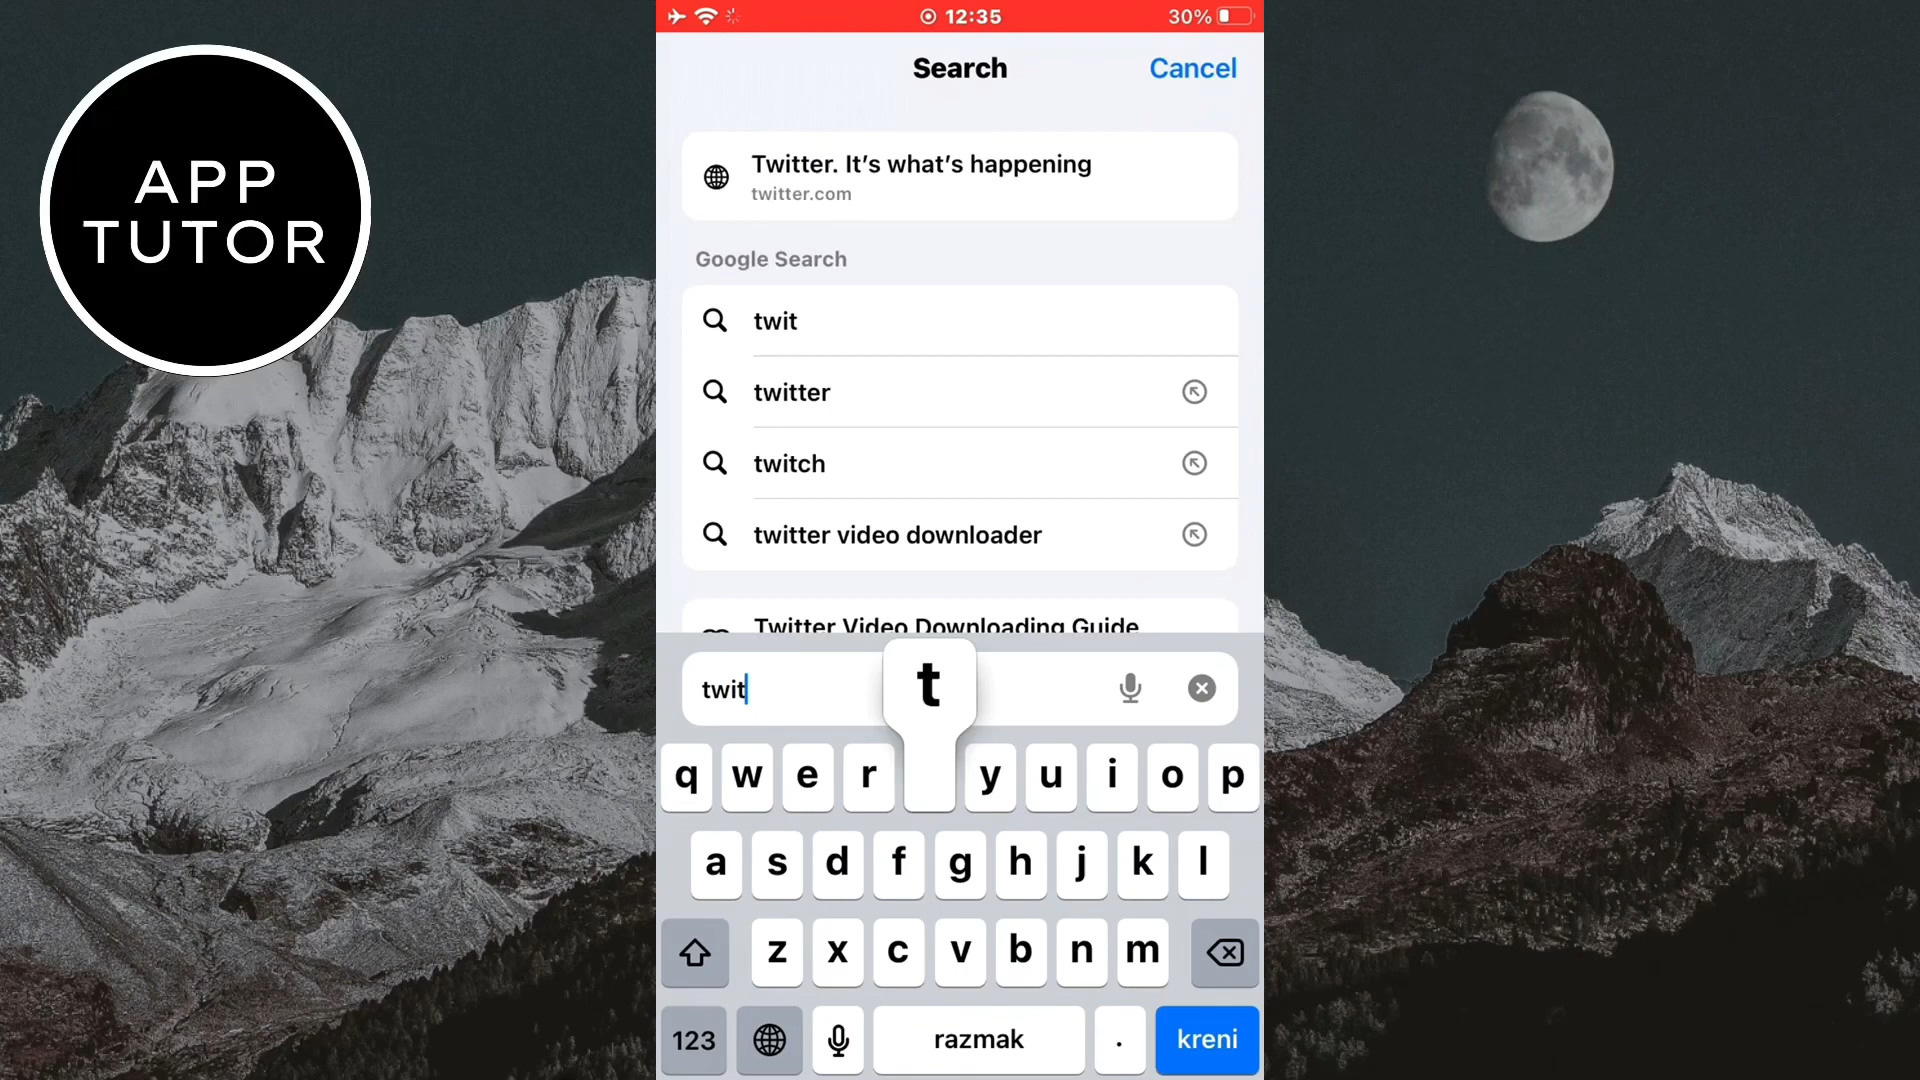 APP
TUTOR
12:35
30%
Search
Cancel
Twitter. It's what's happening
twitter.com
Google Search
twit
twitter
twitch
twitter video downloader
Twitter Video Downloading Guide
twit
t
q w e r y u i o p
a s d f g h j k l
z x c v b n m
123
razmak
.
kreni